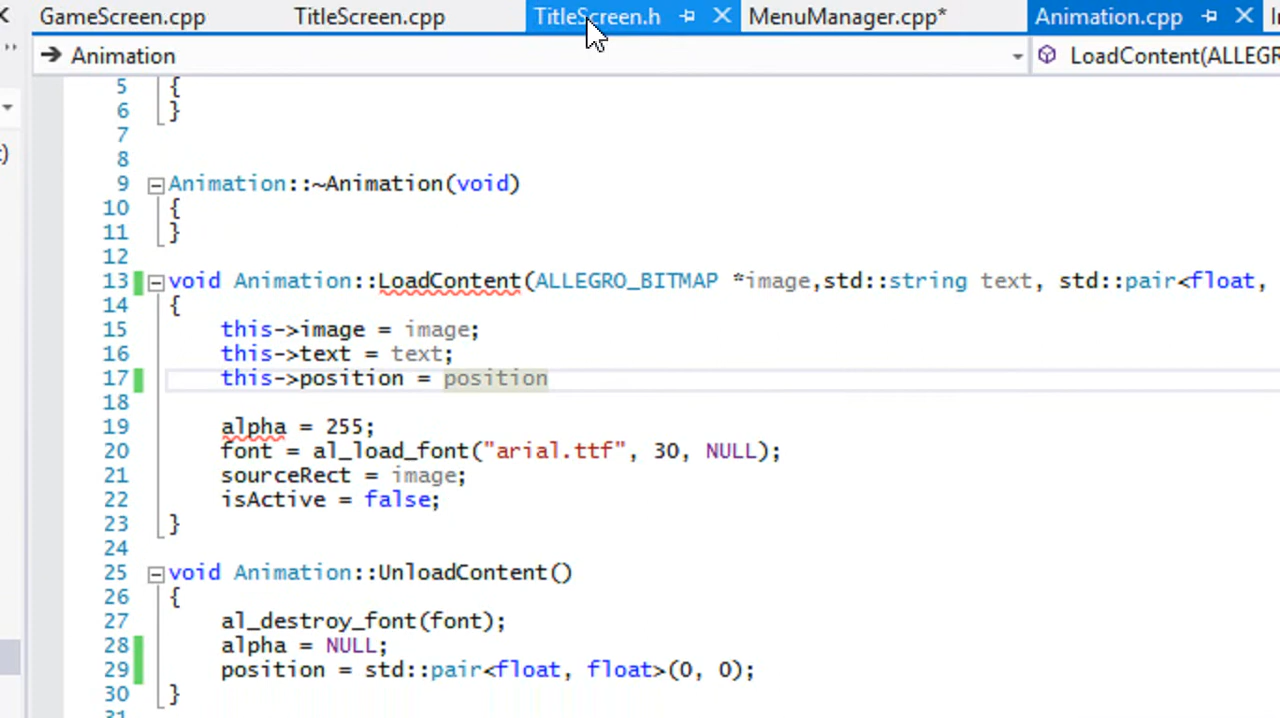 GameScreen.cpp TitleScreen.cpp TitleScreen.h MenuManager.cpp* Animation.cpp
Animation LoadContent(ALLEGR
5 {
6 }
7
8
9 Animation::~Animation(void)
10 {
11 }
12
13 void Animation::LoadContent(ALLEGRO_BITMAP *image,std::string text, std::pair<float,
14 {
15 this->image = image;
16 this->text = text;
17 this->position = position
18
19 alpha = 255;
20 font = al_load_font("arial.ttf", 30, NULL);
21 sourceRect = image;
22 isActive = false;
23 }
24
25 void Animation::UnloadContent()
26 {
27 al_destroy_font(font);
28 alpha = NULL;
29 position = std::pair<float, float>(0, 0);
30 }